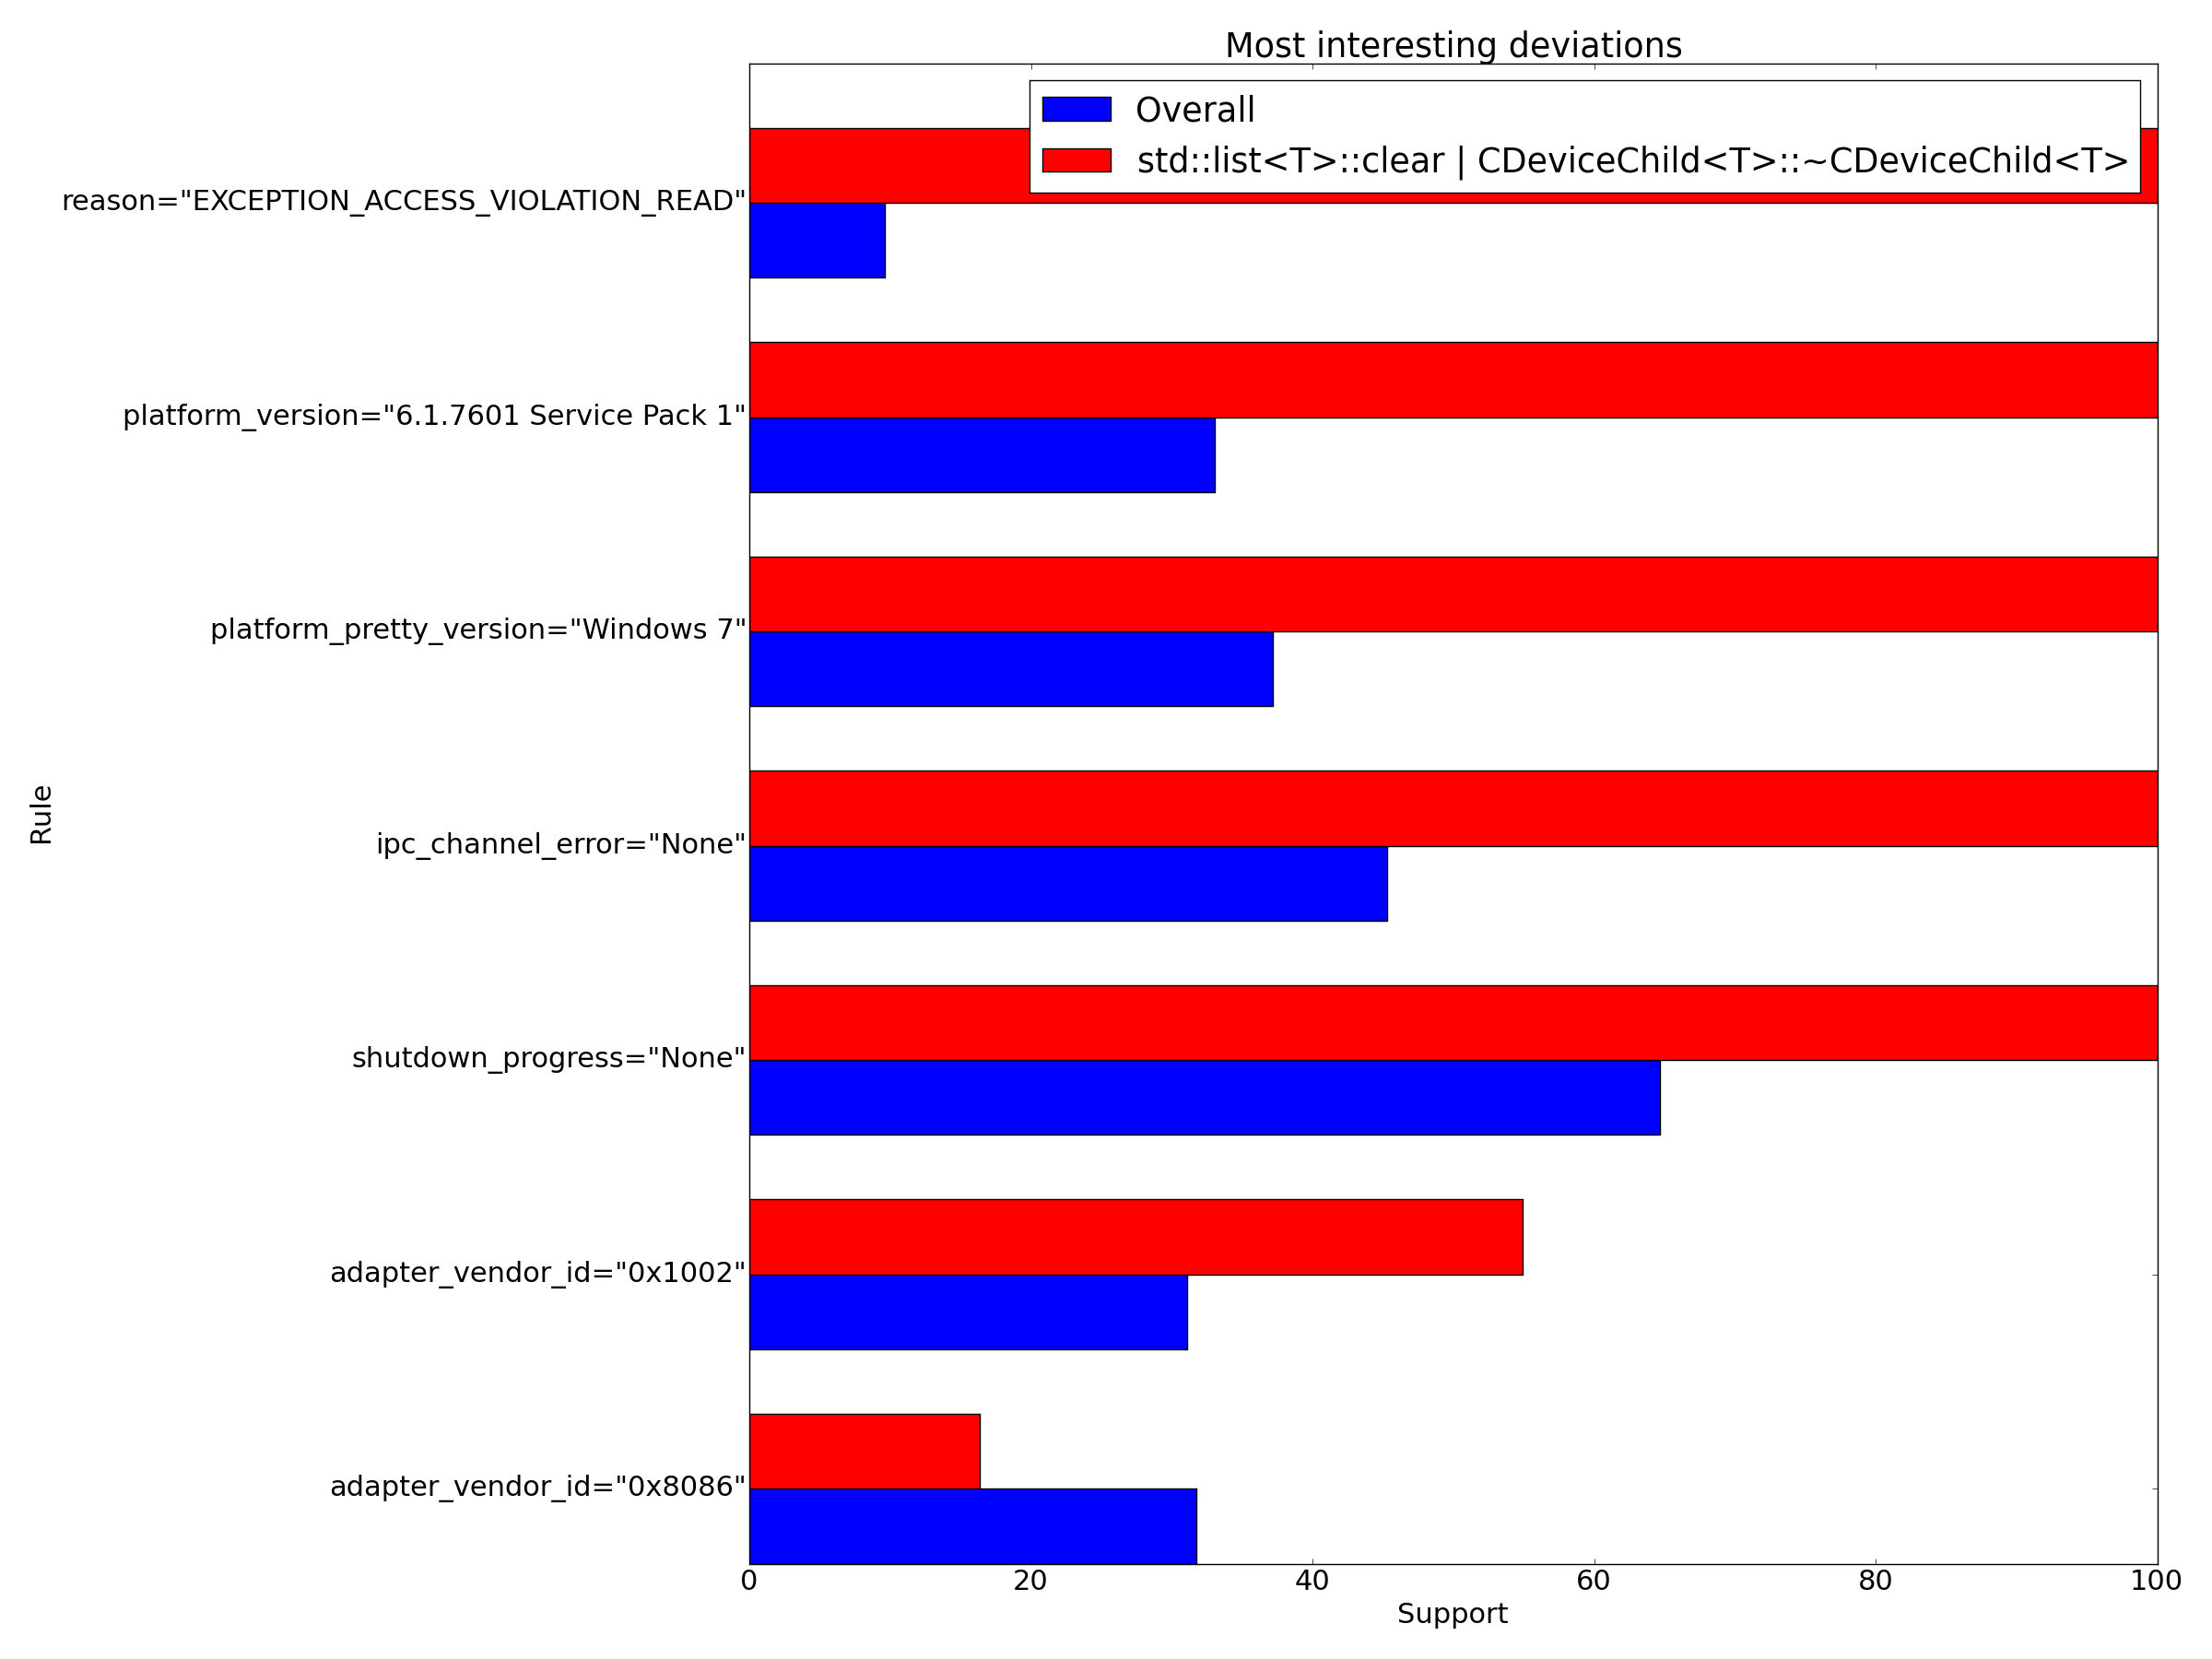 Most interesting deviations
Overall
std::list<T>::clear | CDeviceChild<T>::~CDeviceChild<T>
reason="EXCEPTION_ACCESS_VIOLATION_READ"
platform_version="6.1.7601 Service Pack 1"
platform_pretty_version="Windows 7"
ipc_channel_error="None"
shutdown_progress="None"
adapter_vendor_id="0x1002"
adapter_vendor_id="0x8086"
Rule
0 20 40 60 80 100
Support